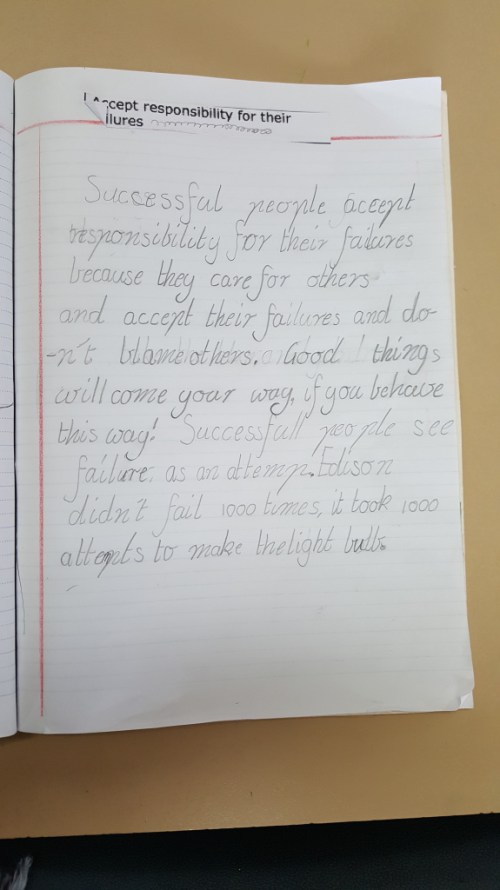 Accept responsibility for their
ilures
Successful people accept
responsibility for their failures
because they care for others
and accept their failures and do-
-n't blame others. Good things
will come your way, if you behave
this way! Successfull people see
failure as an attemp. Edison
didn't fail 1000 times, it took 1000
attempts to make the light bulb.